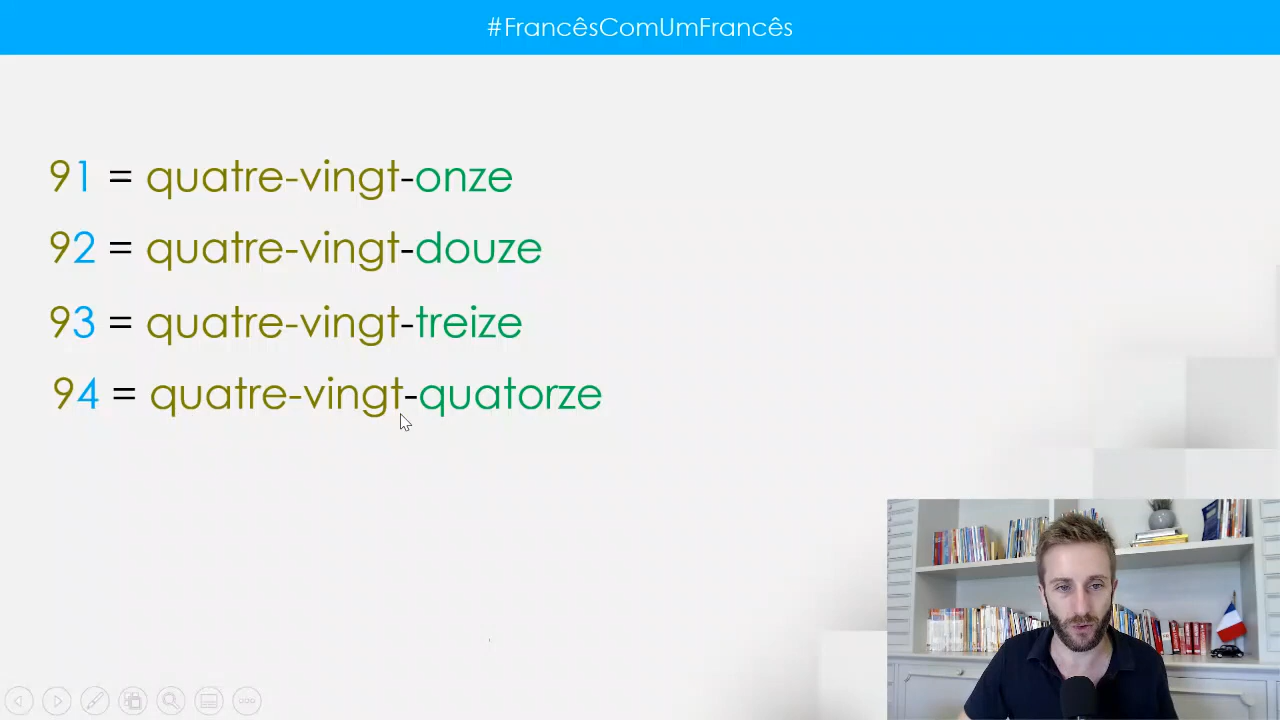 #FrancêsComUmFrancês
91 = quatre-vingt-onze
92 = quatre-vingt-douze
93 = quatre-vingt-treize
94 = quatre-vingt-quatorze